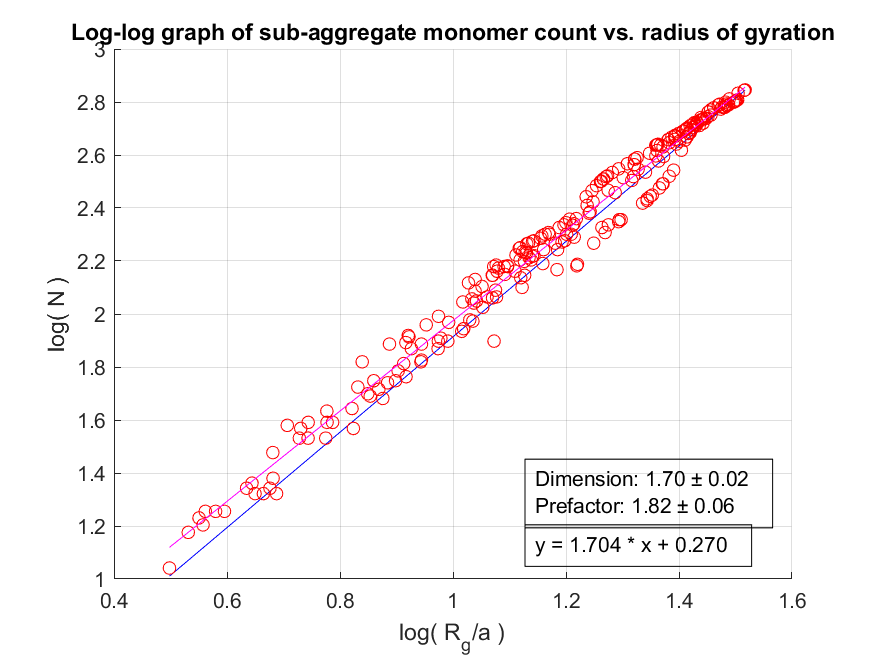 Log-log graph of sub-aggregate monomer count vs. radius of gyration
3
2.8
2.6
2.4
2.2
2
1.8
1.6
1.4
1.2
1
log( N )
Dimension: 1.70 ± 0.02
Prefactor: 1.82 ± 0.06
y = 1.704 * x + 0.270
0.4 0.6 0.8 1 1.2 1.4 1.6
log( Rg/a )